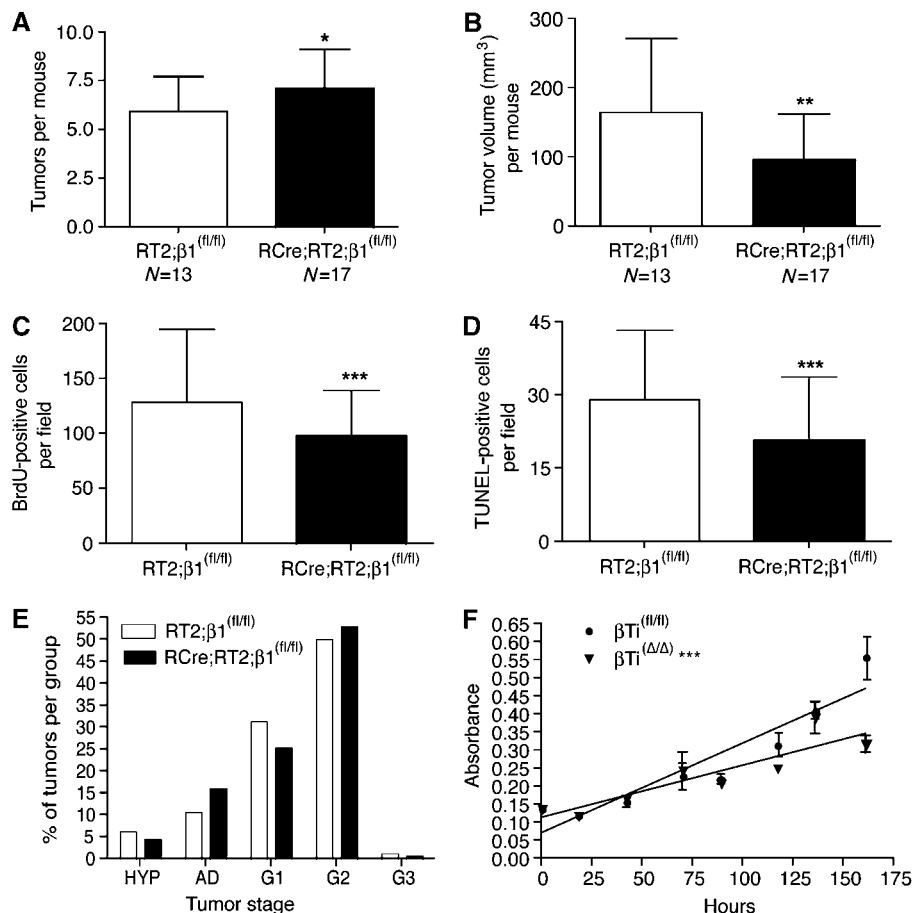 A
Tumors per mouse
10.0
7.5
5.0
2.5
0.0
*
RT2;β1(fl/fl)
N=13
RCre;RT2;β1(fl/fl)
N=17
B
Tumor volume (mm3)
per mouse
300
200
100
0
**
RT2;β1(fl/fl)
N=13
RCre;RT2;β1(fl/fl)
N=17
C
BrdU-positive cells
per field
200
150
100
50
0
***
RT2;β1(fl/fl)
RCre;RT2;β1(fl/fl)
D
TUNEL-positive cells
per field
45
30
15
0
***
RT2;β1(fl/fl)
RCre;RT2;β1(fl/fl)
E
% of tumors per group
55
50
45
40
35
30
25
20
15
10
5
0
RT2;β1(fl/fl)
RCre;RT2;β1(fl/fl)
HYP AD G1 G2 G3
Tumor stage
F
Absorbance
0.65
0.60
0.55
0.50
0.45
0.40
0.35
0.30
0.25
0.20
0.15
0.10
0.05
0.00
βTi(fl/fl)
βTi(Δ/Δ) ***
0 25 50 75 100 125 150 175
Hours